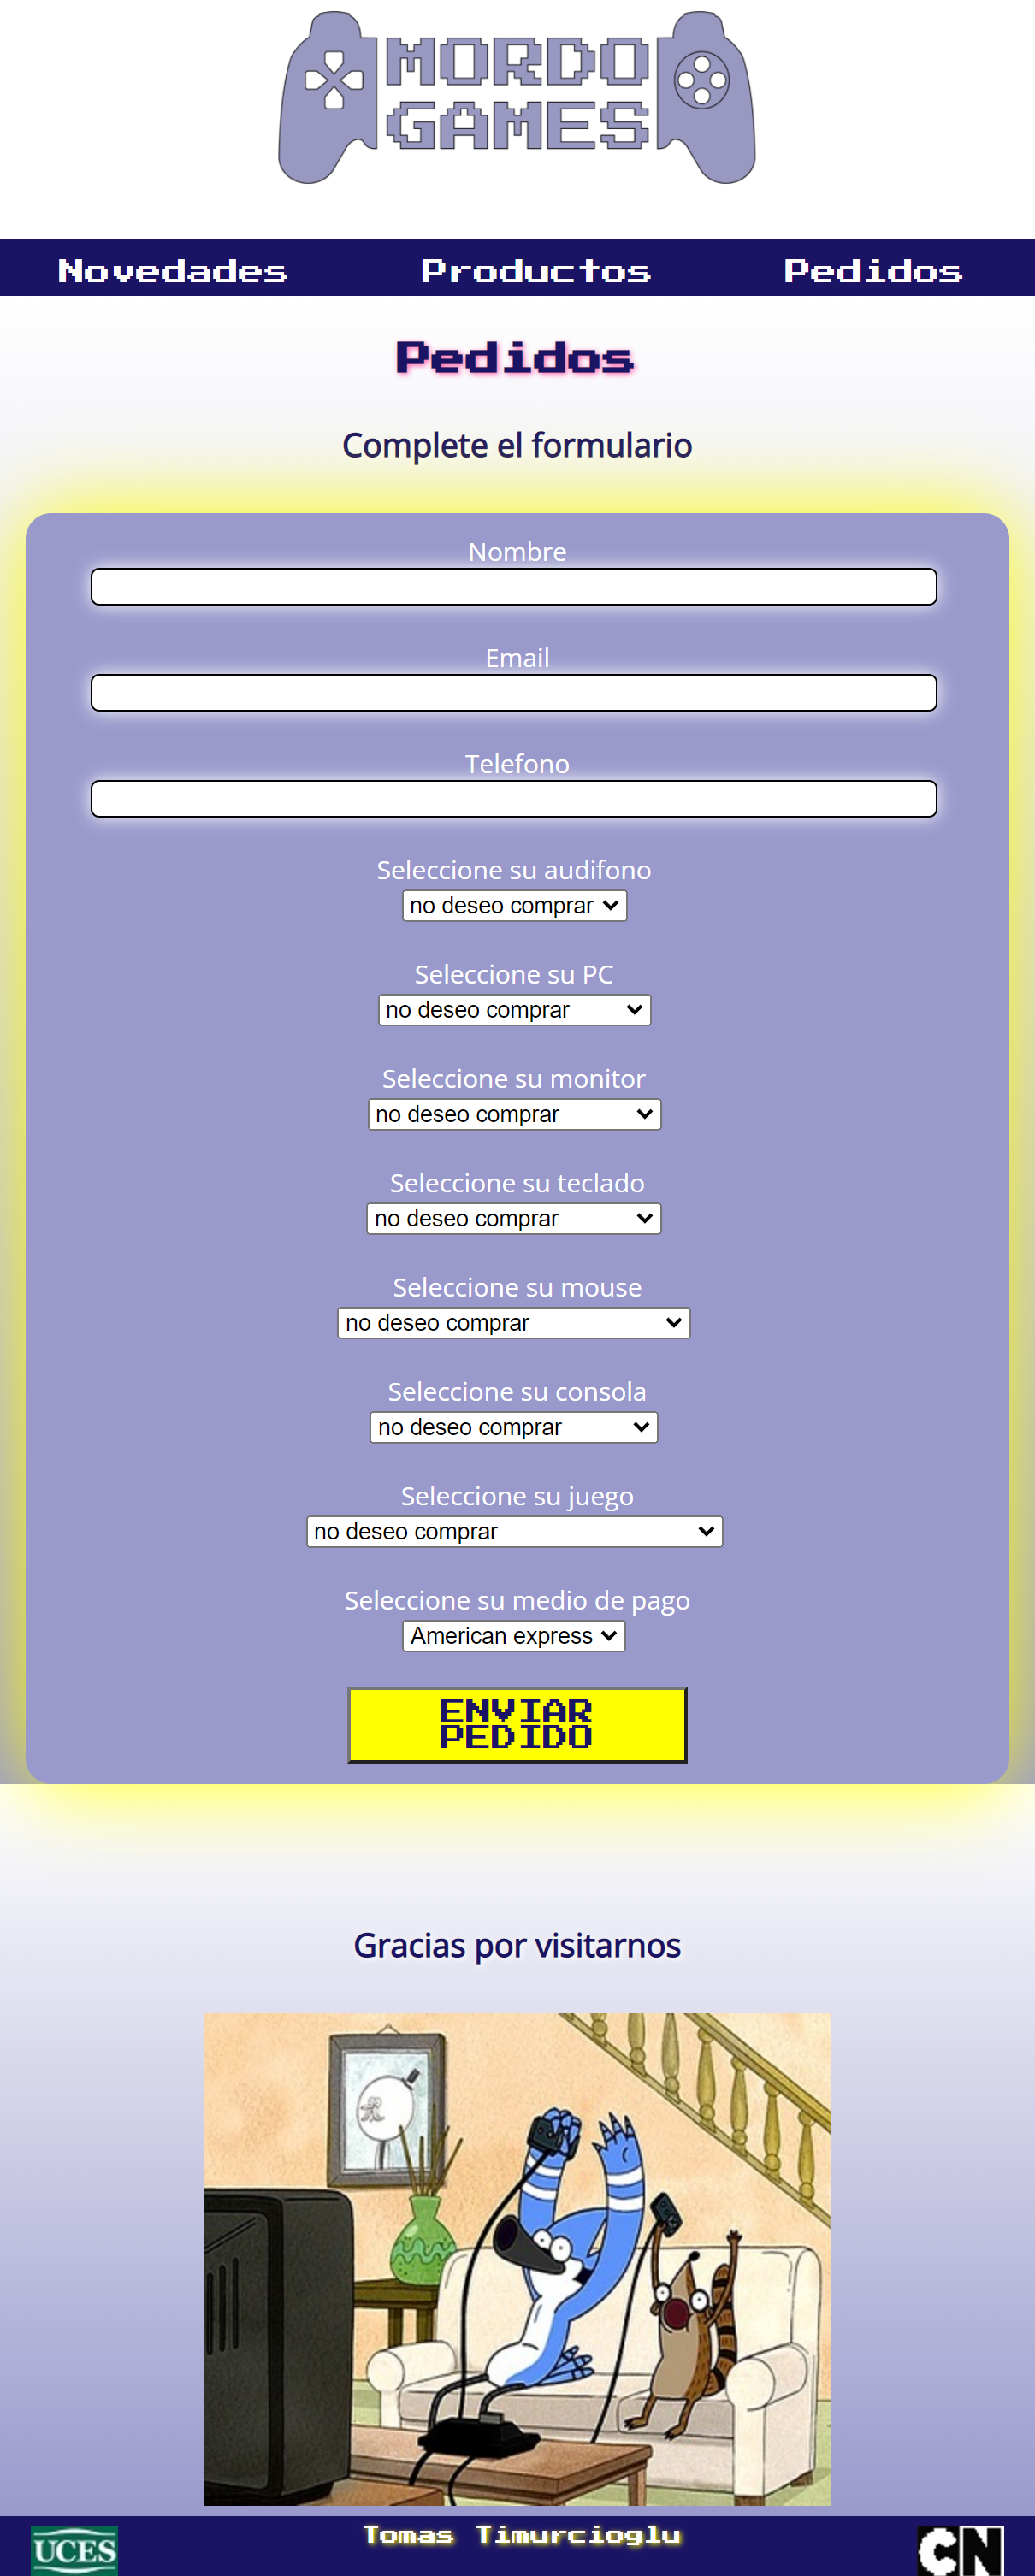 MORDO
GAMES
Novedades Productos Pedidos
Pedidos
Complete el formulario
Nombre
Email
Telefono
Seleccione su audifono
no deseo comprar
Seleccione su PC
no deseo comprar
Seleccione su monitor
no deseo comprar
Seleccione su teclado
no deseo comprar
Seleccione su mouse
no deseo comprar
Seleccione su consola
no deseo comprar
Seleccione su juego
no deseo comprar
Seleccione su medio de pago
American express
ENVIAR
PEDIDO
Gracias por visitarnos
UCES Tomas Timurcioglu CN